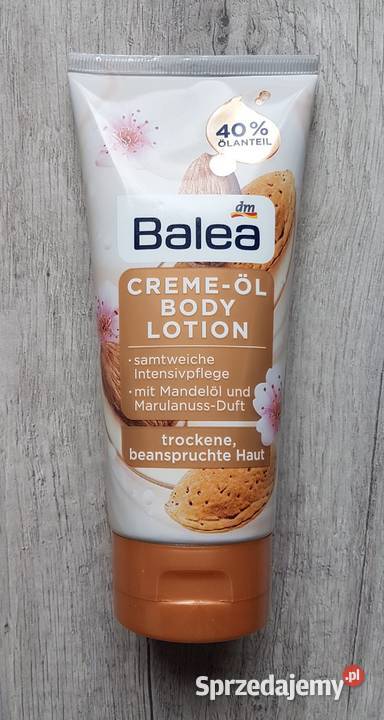 40%
ÖLANTEIL
dm
Balea
CREME-ÖL
BODY
LOTION
· samtweiche
Intensivpflege
· mit Mandelöl und
Marulanuss-Duft
trockene,
beanspruchte Haut
Sprzedajemy.pl